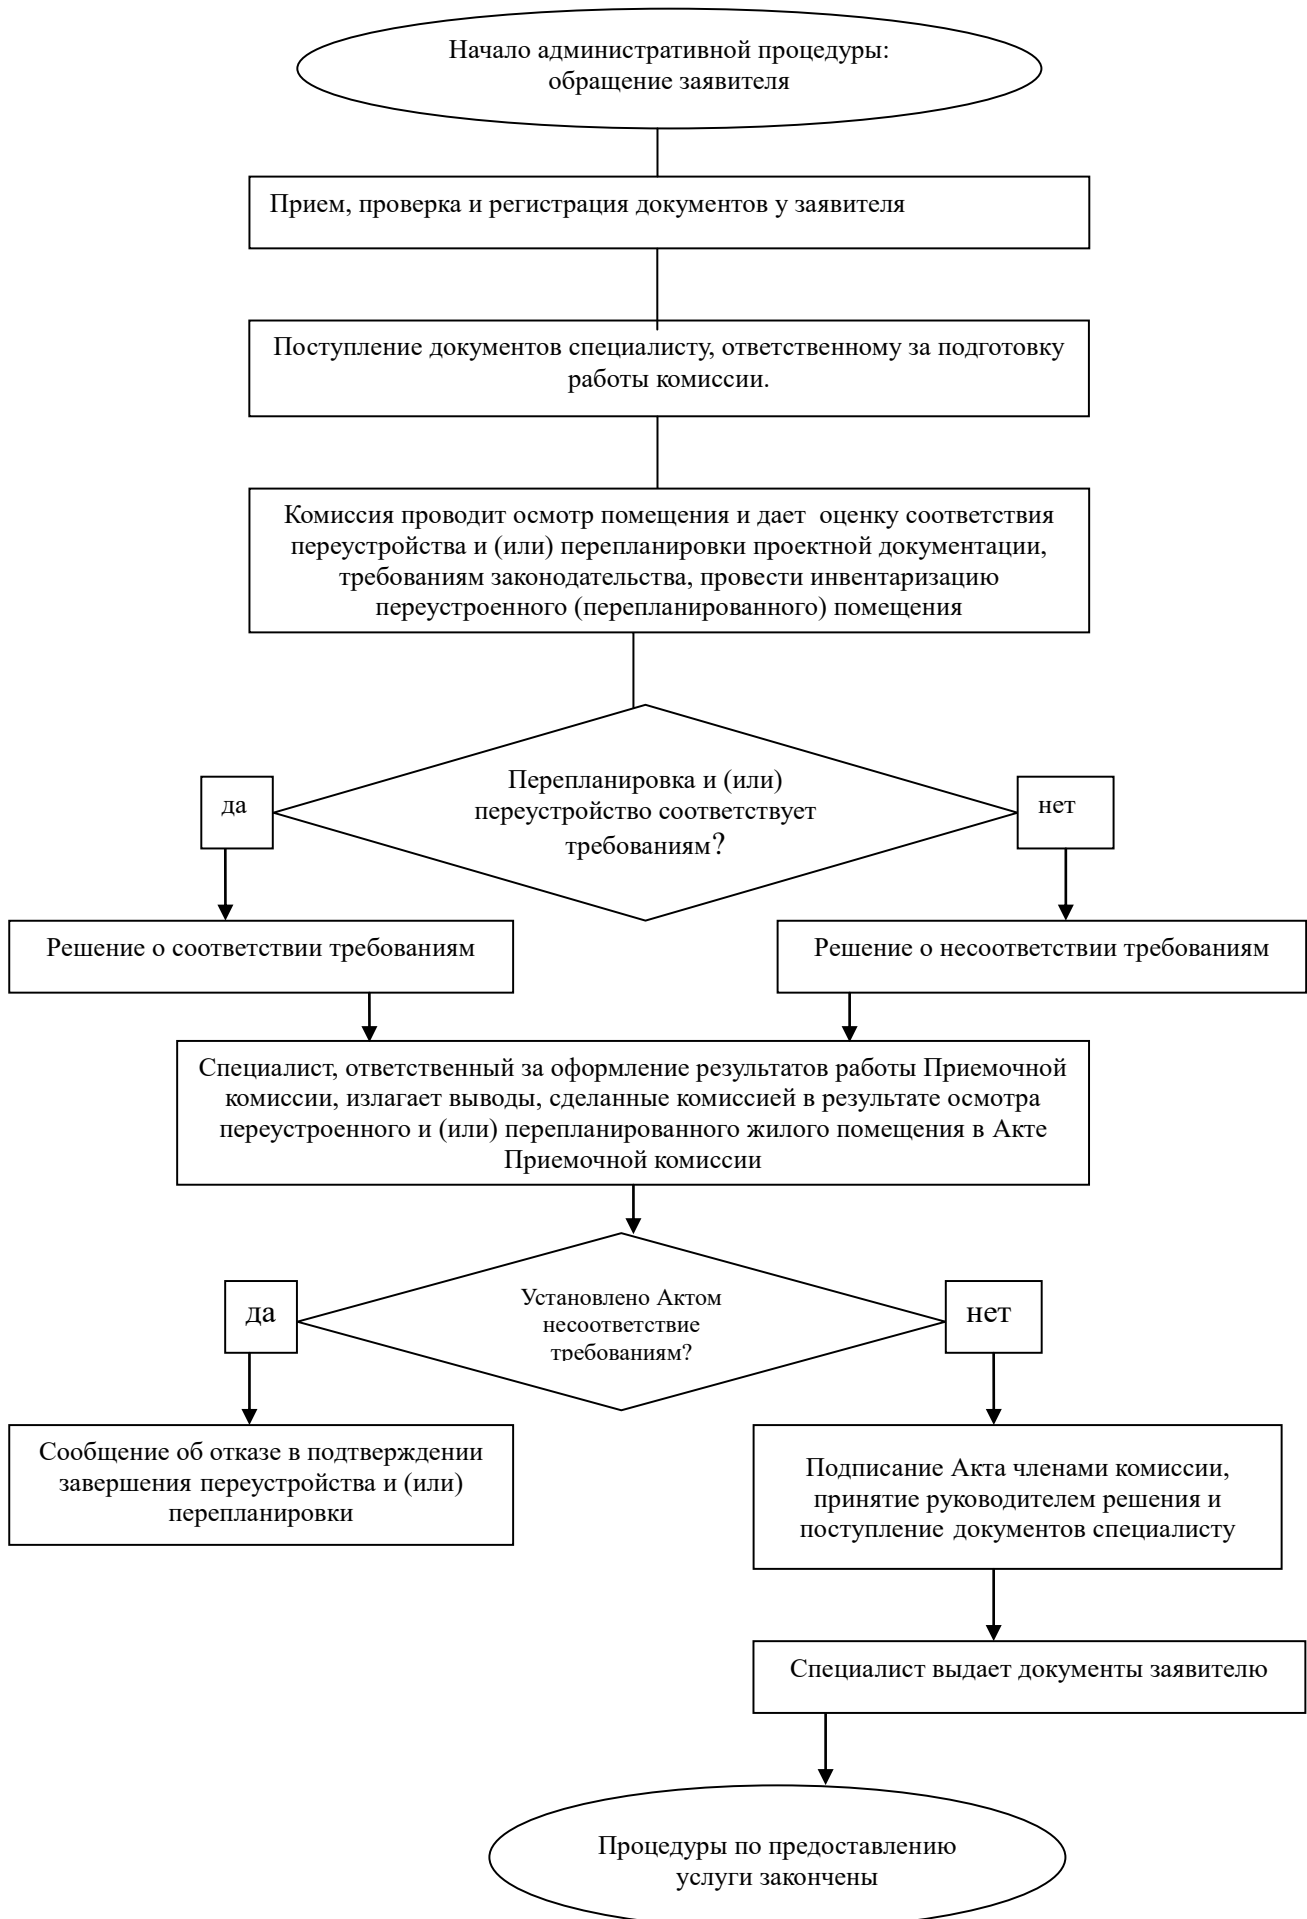 Начало административной процедуры:
обращение заявителя
Прием, проверка и регистрация документов у заявителя
Поступление документов специалисту, ответственному за подготовку
работы комиссии.
Комиссия проводит осмотр помещения и дает  оценку соответствия
переустройства и (или) перепланировки проектной документации,
требованиям законодательства, провести инвентаризацию
переустроенного (перепланированного) помещения
Перепланировка и (или)
переустройство соответствует
требованиям?
да
нет
Решение о соответствии требованиям
Решение о несоответствии требованиям
Специалист, ответственный за оформление результатов работы Приемочной
комиссии, излагает выводы, сделанные комиссией в результате осмотра
переустроенного и (или) перепланированного жилого помещения в Акте
Приемочной комиссии
Установлено Актом
несоответствие
требованиям?
да
нет
Сообщение об отказе в подтверждении
завершения переустройства и (или)
перепланировки
Подписание Акта членами комиссии,
принятие руководителем решения и
поступление документов специалисту
Специалист выдает документы заявителю
Процедуры по предоставлению
услуги закончены